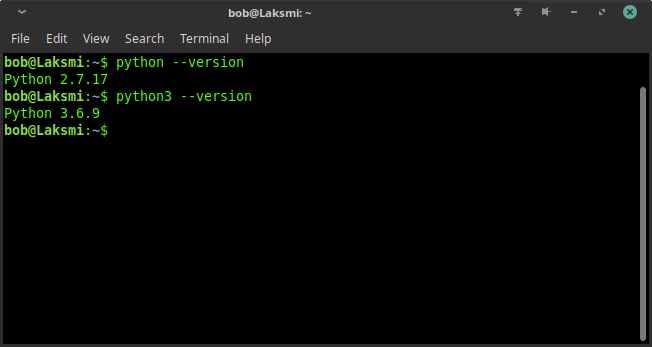 bob@Laksmi: ~
File Edit View Search Terminal Help
bob@Laksmi:~$ python --version
Python 2.7.17
bob@Laksmi:~$ python3 --version
Python 3.6.9
bob@Laksmi:~$